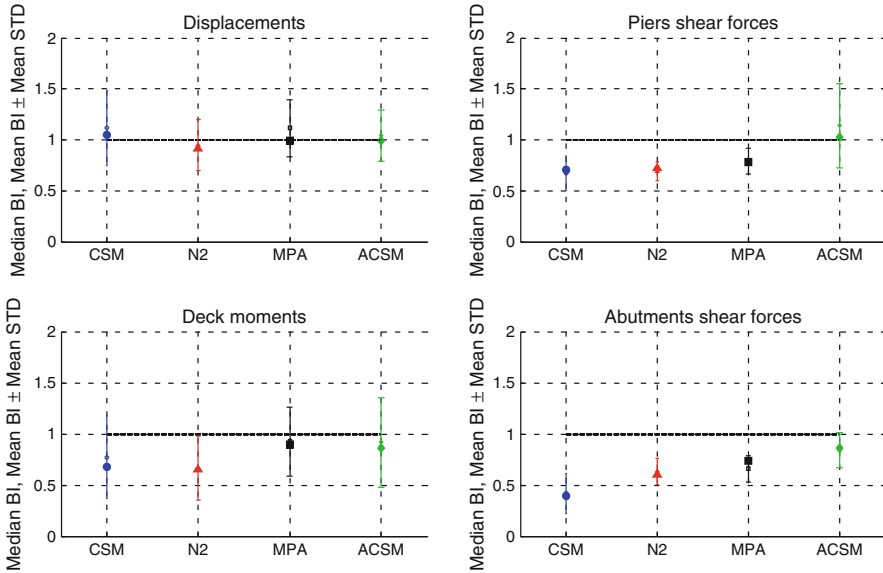 Displacements
Median BI, Mean BI ± Mean STD
2
1.5
1
0.5
0
CSM N2 MPA ACSM
Piers shear forces
Median BI, Mean BI ± Mean STD
2
1.5
1
0.5
0
CSM N2 MPA ACSM
Deck moments
Median BI, Mean BI ± Mean STD
2
1.5
1
0.5
0
CSM N2 MPA ACSM
Abutments shear forces
Median BI, Mean BI ± Mean STD
2
1.5
1
0.5
0
CSM N2 MPA ACSM